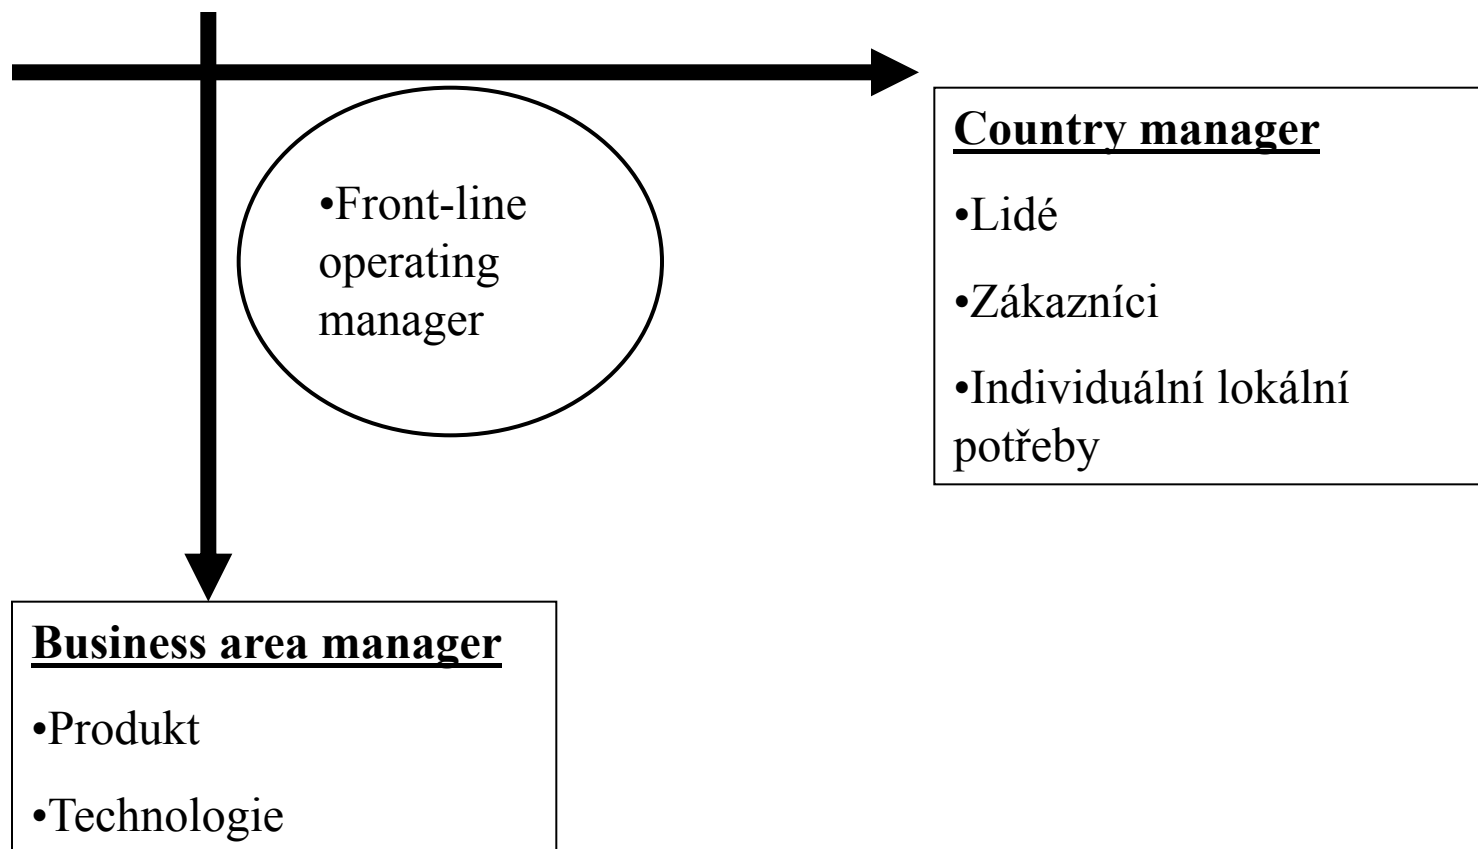 •Front-line
operating
manager
Country manager
•Lidé
•Zákazníci
•Individuální lokální
potřeby
Business area manager
•Produkt
•Technologie